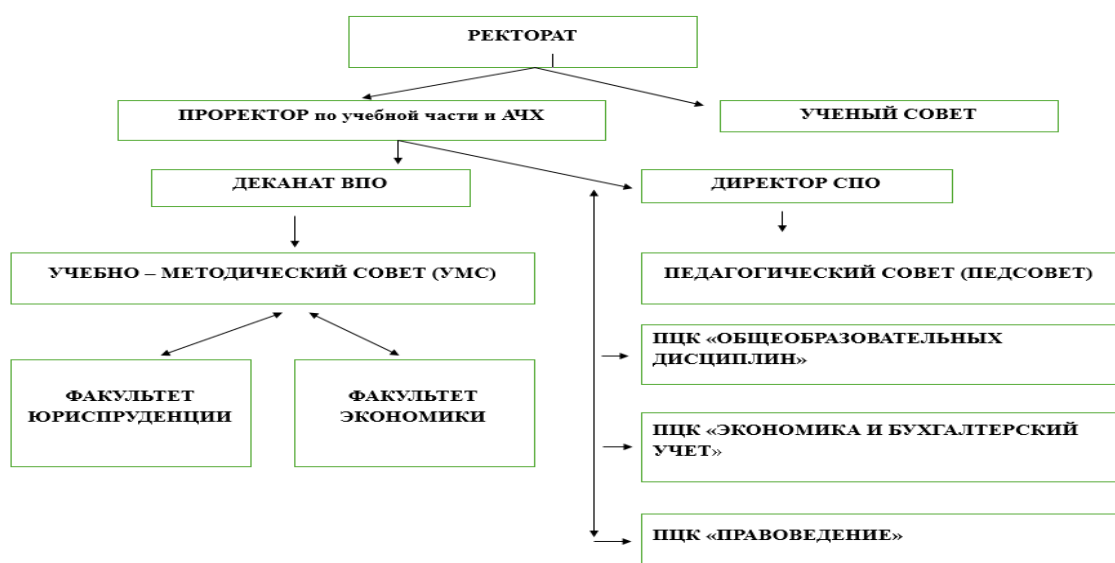 РЕКТОРАТ
ПРОРЕКТОР по учебной части и АЧХ
УЧЕНЫЙ СОВЕТ
ДЕКАНАТ ВПО
ДИРЕКТОР СПО
УЧЕБНО – МЕТОДИЧЕСКИЙ СОВЕТ (УМС)
ПЕДАГОГИЧЕСКИЙ СОВЕТ (ПЕДСОВЕТ)
ПЦК «ОБЩЕОБРАЗОВАТЕЛЬНЫХ
ДИСЦИПЛИН»
ФАКУЛЬТЕТ
ЮРИСПРУДЕНЦИИ
ФАКУЛЬТЕТ
ЭКОНОМИКИ
ПЦК «ЭКОНОМИКА И БУХГАЛТЕРСКИЙ
УЧЕТ»
ПЦК «ПРАВОВЕДЕНИЕ»